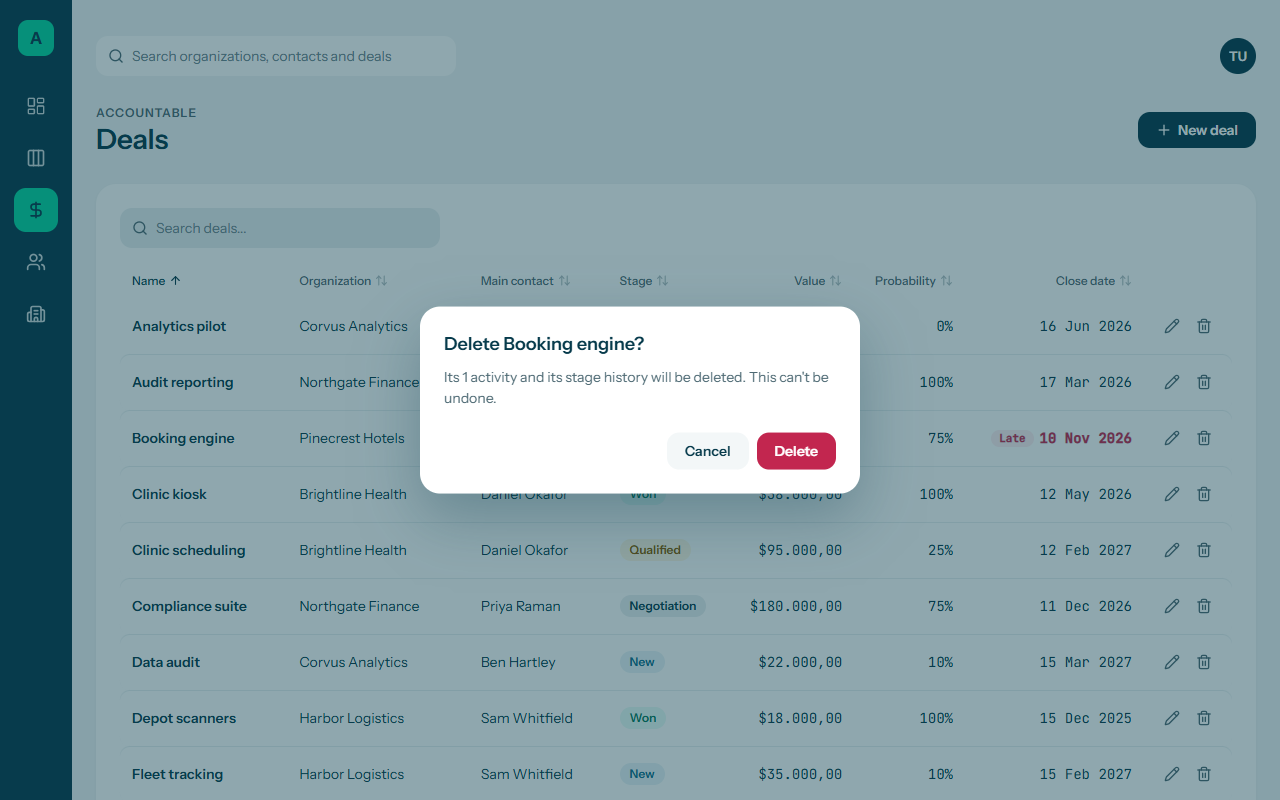 A
Search organizations, contacts and deals
TU
ACCOUNTABLE
Deals
New deal
Search deals...
Name Organization Main contact Stage Value Probability Close date
Analytics pilot Corvus Analytics 0% 16 Jun 2026
Audit reporting Northgate Finance 100% 17 Mar 2026
Booking engine Pinecrest Hotels 75% Late 10 Nov 2026
Delete Booking engine?
Its 1 activity and its stage history will be deleted. This can't be
undone.
Cancel Delete
Clinic kiosk Brightline Health Daniel Okafor Won $38.000,00 100% 12 May 2026
Clinic scheduling Brightline Health Daniel Okafor Qualified $95.000,00 25% 12 Feb 2027
Compliance suite Northgate Finance Priya Raman Negotiation $180.000,00 75% 11 Dec 2026
Data audit Corvus Analytics Ben Hartley New $22.000,00 10% 15 Mar 2027
Depot scanners Harbor Logistics Sam Whitfield Won $18.000,00 100% 15 Dec 2025
Fleet tracking Harbor Logistics Sam Whitfield New $35.000,00 10% 15 Feb 2027